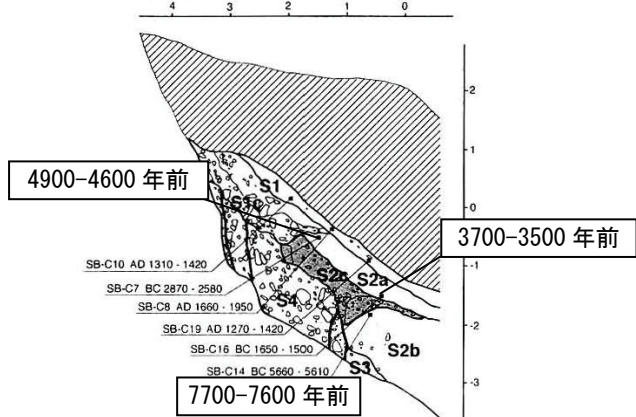 4 3 2 1 0
2
1
0
-1
-2
-3
S1
S1c
4900-4600 年前
3700-3500 年前
S2c
S2a
SB-C10 AD 1310 - 1420
SB-C7 BC 2870 - 2580
S4
SB-C8 AD 1660 - 1950
SB-C19 AD 1270 - 1420
SB-C16 BC 1650 - 1500
S2b
SB-C14 BC 5660 - 5610
S3
7700-7600 年前